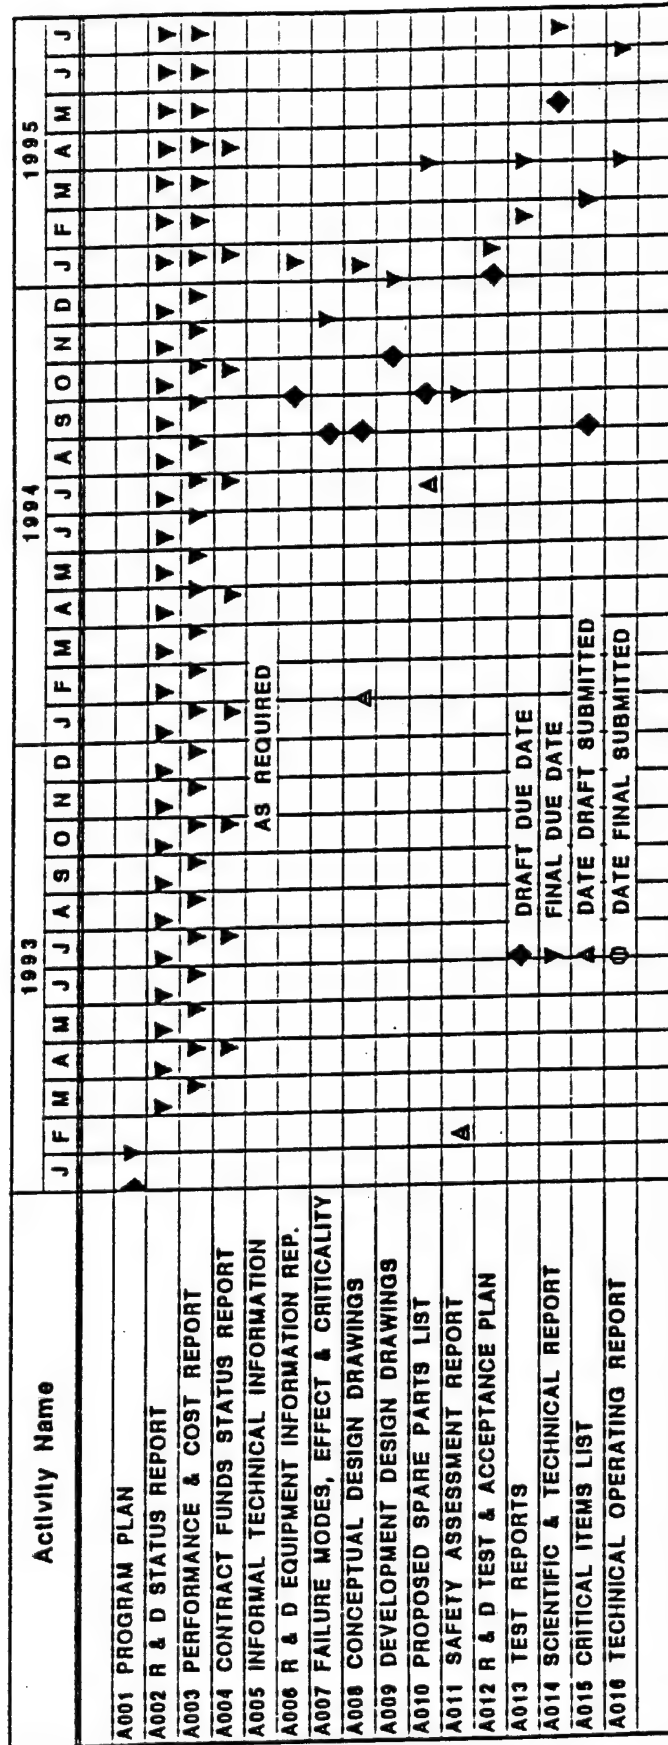 Activity Name
1993
1994
1995
J F M A M J J A S O N D J F M A M J J A S O N D J F M A M J J
A001 PROGRAM PLAN
A002 R & D STATUS REPORT
A003 PERFORMANCE & COST REPORT
A004 CONTRACT FUNDS STATUS REPORT
A005 INFORMAL TECHNICAL INFORMATION
AS REQUIRED
A006 R & D EQUIPMENT INFORMATION REP.
A007 FAILURE MODES, EFFECT & CRITICALITY
A008 CONCEPTUAL DESIGN DRAWINGS
A009 DEVELOPMENT DESIGN DRAWINGS
A010 PROPOSED SPARE PARTS LIST
A011 SAFETY ASSESSMENT REPORT
A012 R & D TEST & ACCEPTANCE PLAN
A013 TEST REPORTS
A014 SCIENTIFIC & TECHNICAL REPORT
A015 CRITICAL ITEMS LIST
A016 TECHNICAL OPERATING REPORT
DRAFT DUE DATE
FINAL DUE DATE
DATE DRAFT SUBMITTED
DATE FINAL SUBMITTED